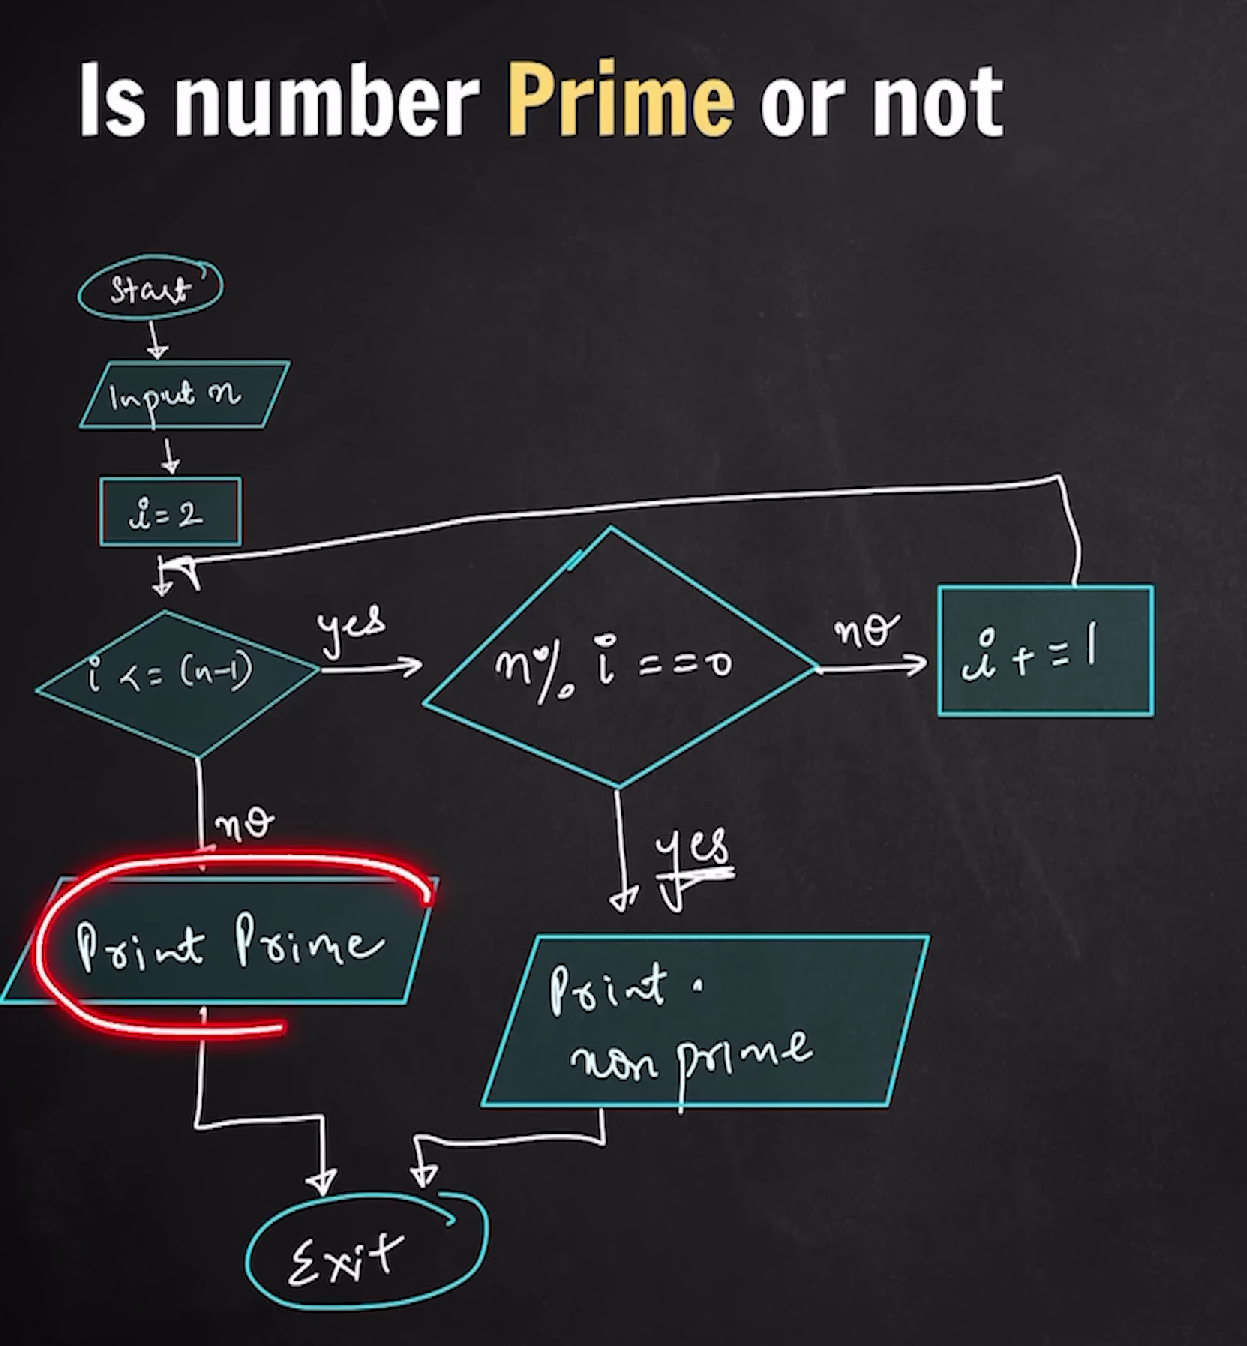 Is number Prime or not
Start
Input n
i = 2
i <= (n-1)
yes
n% i == 0
no
i += 1
no
Print Prime
yes
Print
non prime
Exit